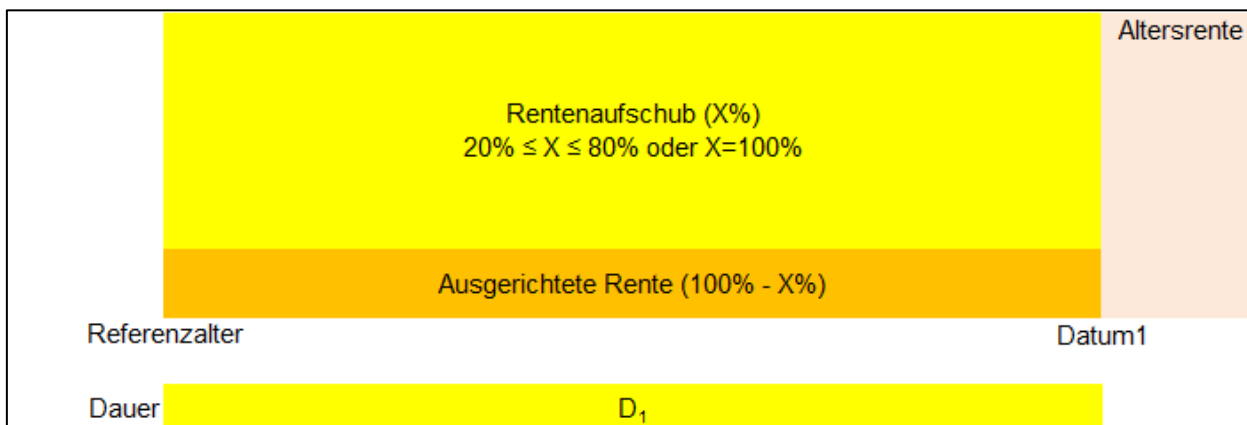 Altersrente
Rentenaufschub (X%)
20% ≤ X ≤ 80% oder X=100%
Ausgerichtete Rente (100% - X%)
Referenzalter
Datum1
Dauer
D₁